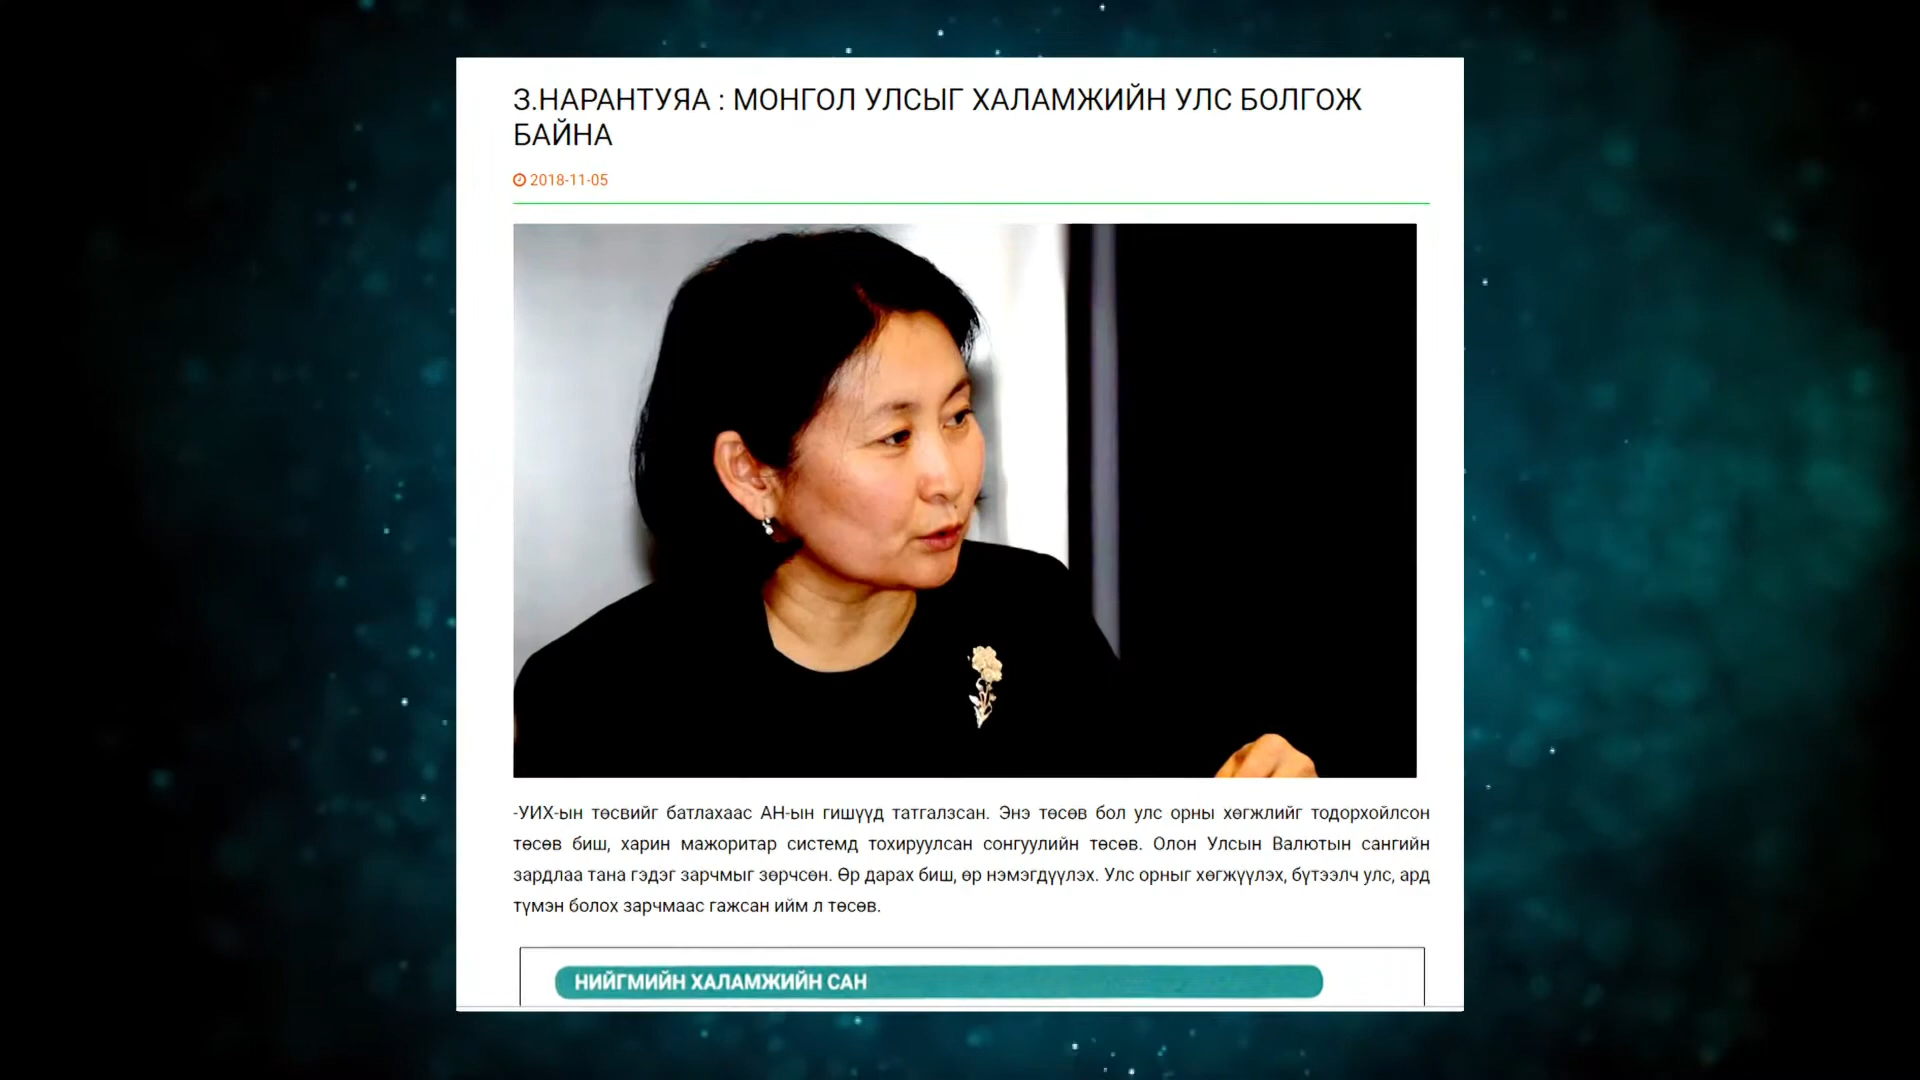 З.НАРАНТУЯА : МОНГОЛ УЛСЫГ ХАЛАМЖИЙН УЛС БОЛГОЖ
БАЙНА
2018-11-05
-УИХ-ын төсвийг батлахаас АН-ын гишүүд татгалзсан. Энэ төсөв бол улс орны хөгжлийг тодорхойлсон
төсөв биш, харин мажоритар системд тохируулсан сонгуулийн төсөв. Олон Улсын Валютын сангийн
зардлаа тана гэдэг зарчмыг зөрчсөн. Өр дарах биш, өр нэмэгдүүлэх. Улс орныг хөгжүүлэх, бүтээлч улс, ард
түмэн болох зарчмаас гажсан ийм л төсөв.
НИЙГМИЙН ХАЛАМЖИЙН САН